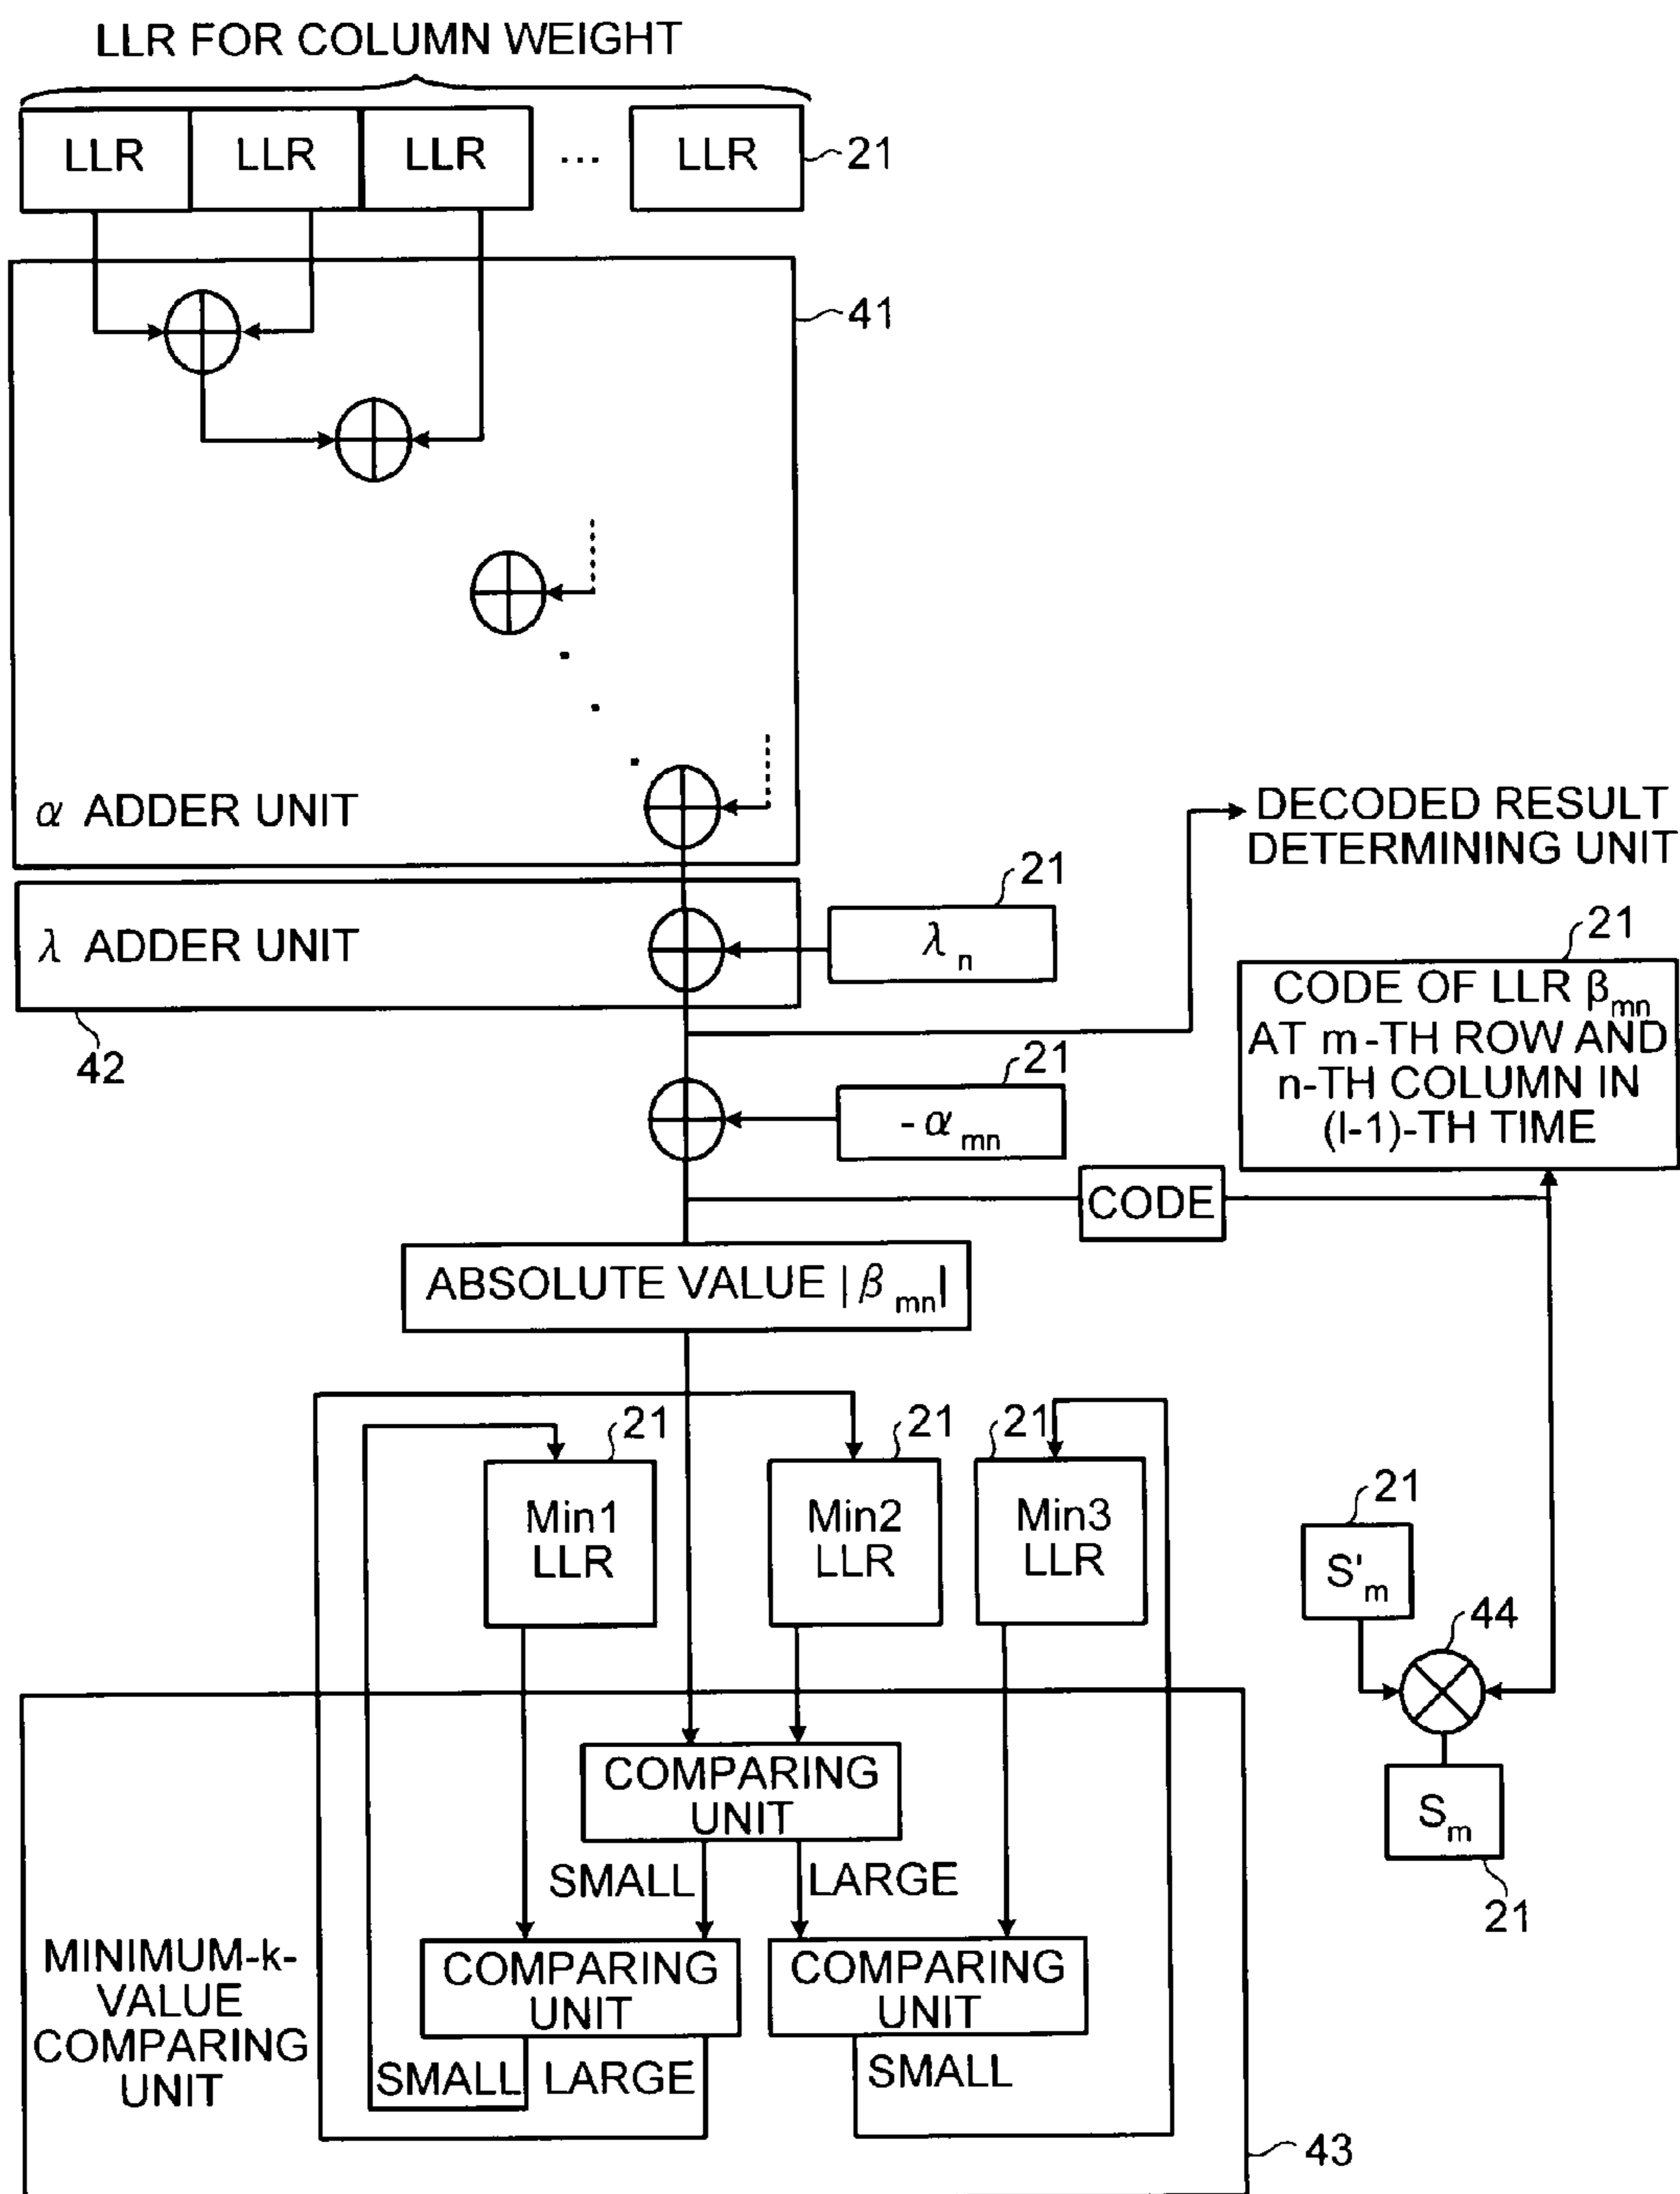 LLR FOR COLUMN WEIGHT
LLR LLR LLR ... LLR 21
41
α ADDER UNIT
DECODED RESULT
DETERMINING UNIT
λ ADDER UNIT
λn
21
42
21
CODE OF LLR βmn
AT m-TH ROW AND
n-TH COLUMN IN
(l-1)-TH TIME
21
-αmn
CODE
ABSOLUTE VALUE |βmn|
21
Min1
LLR
21
Min2
LLR
21
Min3
LLR
21
S'm
44
Sm
21
COMPARING
UNIT
SMALL LARGE
COMPARING
UNIT
COMPARING
UNIT
SMALL LARGE
SMALL
MINIMUM-k-
VALUE
COMPARING
UNIT
43